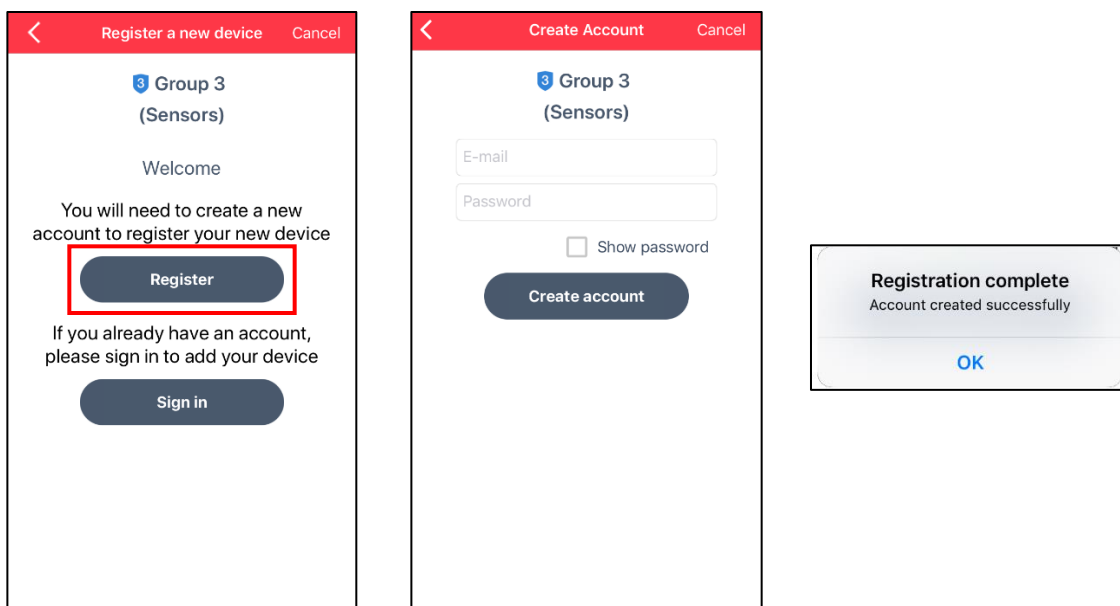 Register a new device Cancel
3 Group 3
(Sensors)
Welcome
You will need to create a new
account to register your new device
Register
If you already have an account,
please sign in to add your device
Sign in
Create Account Cancel
3 Group 3
(Sensors)
E-mail
Password
Show password
Create account
Registration complete
Account created successfully
OK